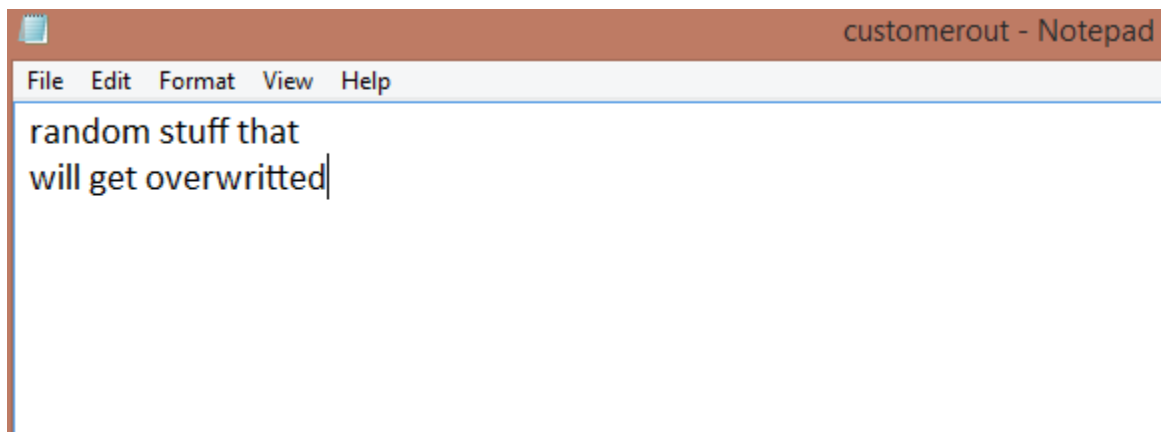 customerout - Notepad
File Edit Format View Help
random stuff that
will get overwritted